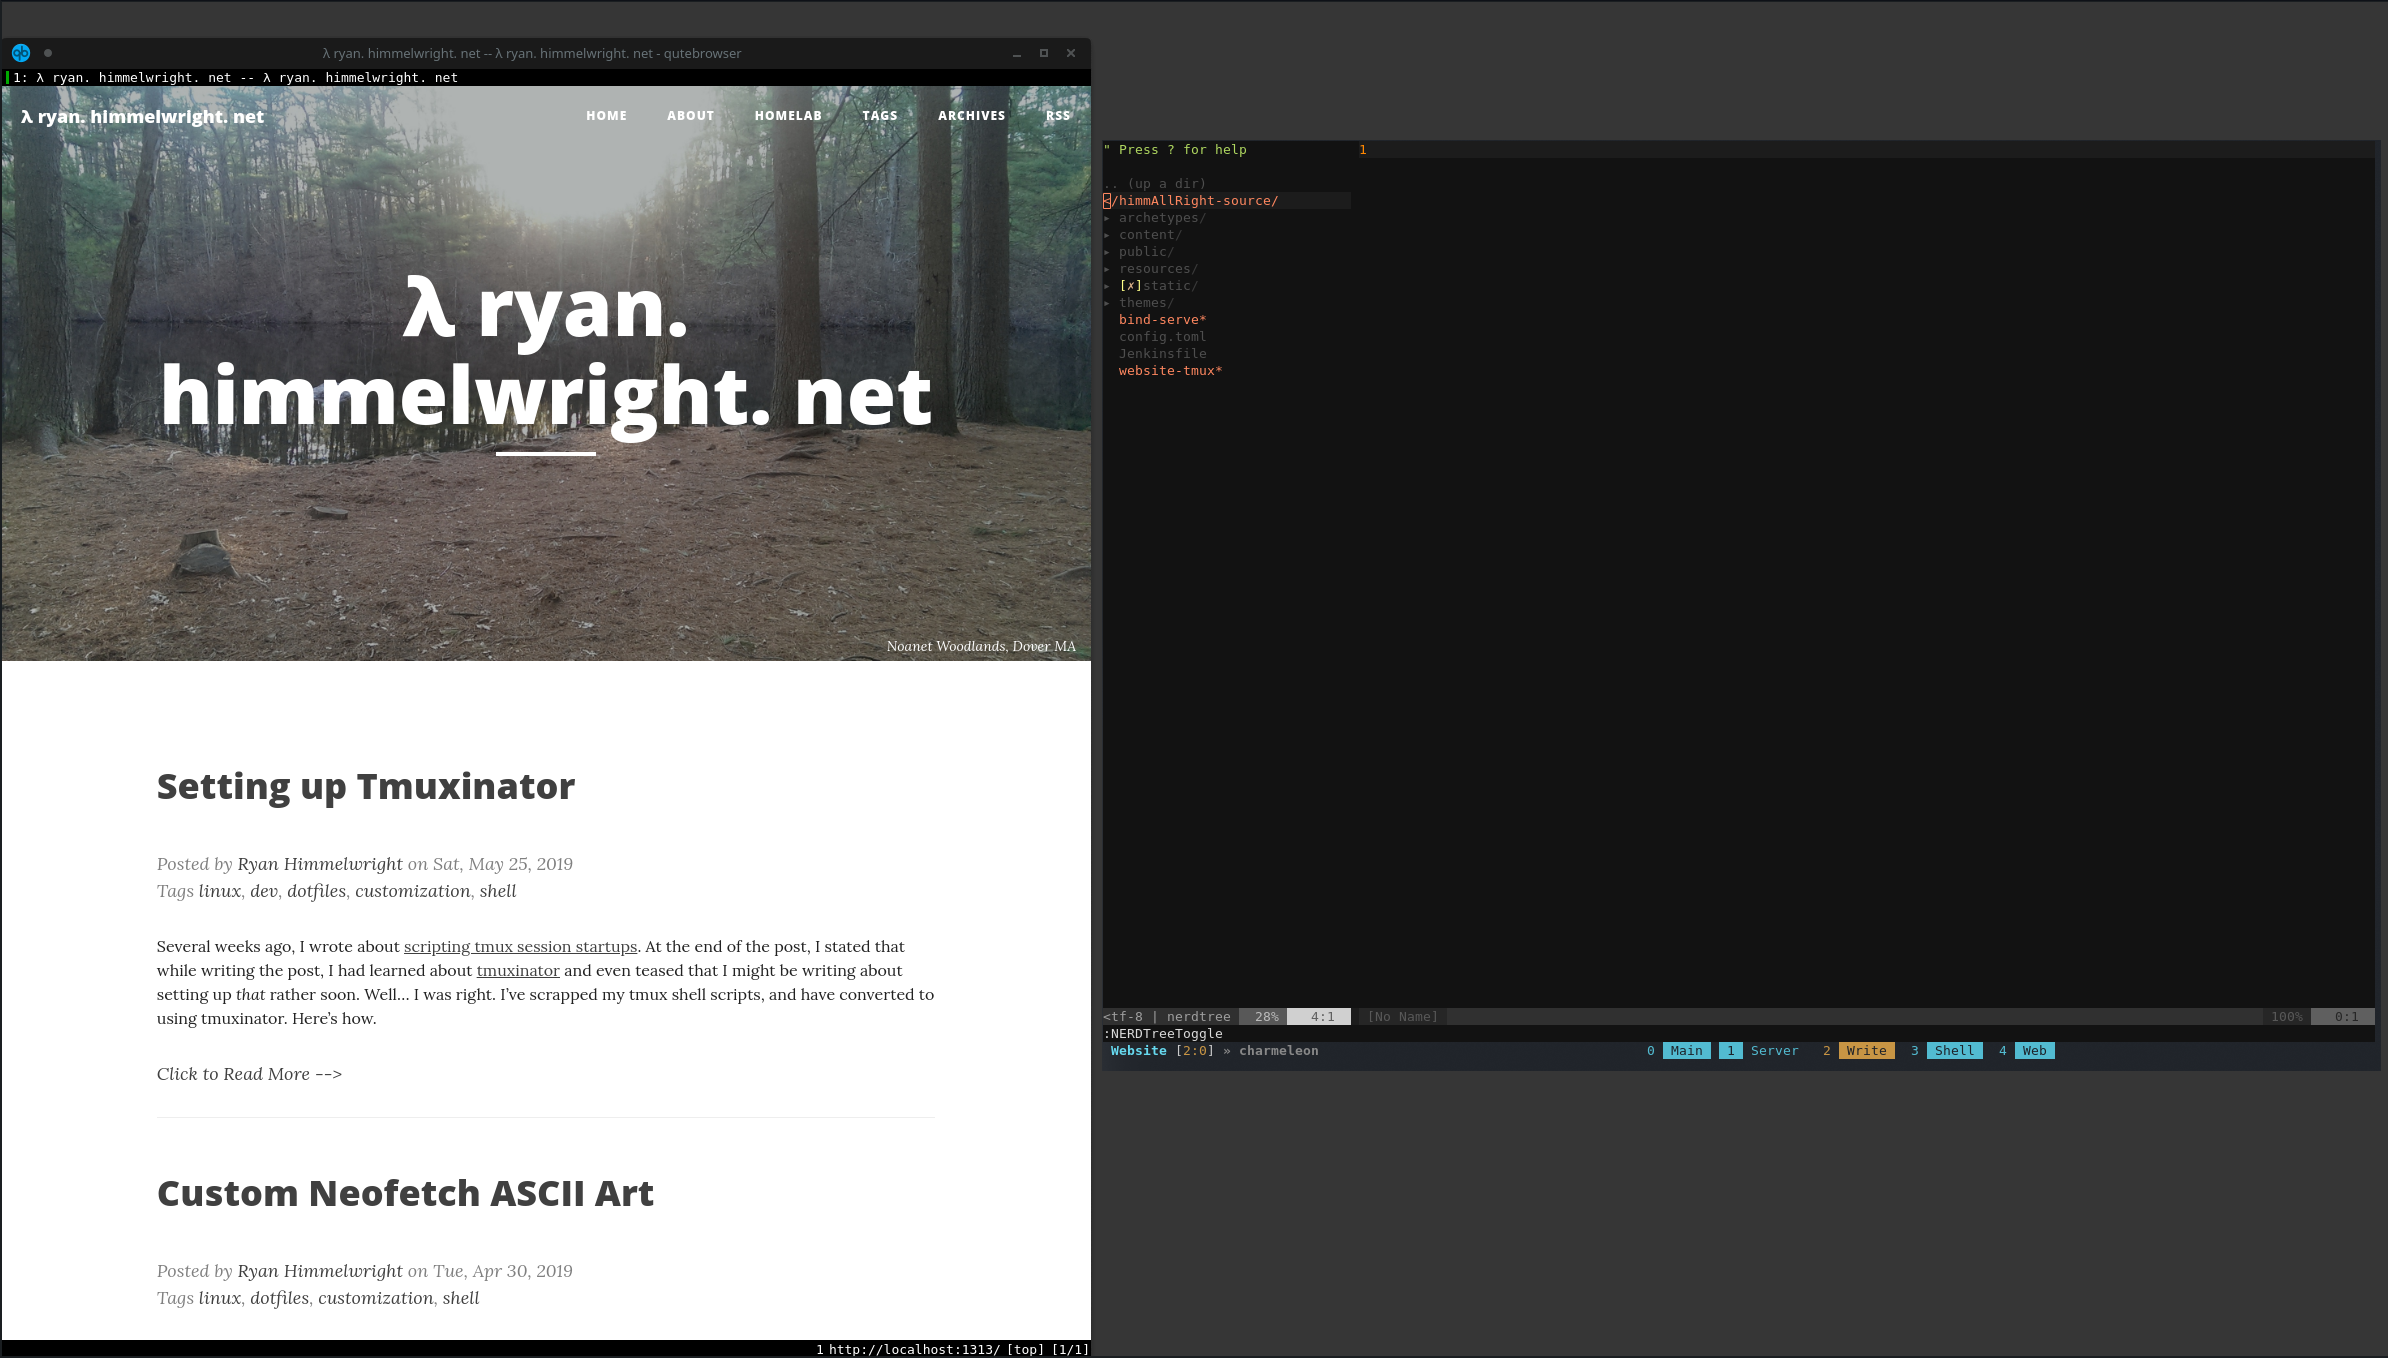 λ ryan. himmelwright. net -- λ ryan. himmelwright. net - qutebrowser
1: λ ryan. himmelwright. net -- λ ryan. himmelwright. net
λ ryan. himmelwright. net
HOME ABOUT HOMELAB TAGS ARCHIVES RSS
λ ryan.
himmelwright. net
Noanet Woodlands, Dover MA
Setting up Tmuxinator
Posted by Ryan Himmelwright on Sat, May 25, 2019
Tags linux, dev, dotfiles, customization, shell
Several weeks ago, I wrote about scripting tmux session startups. At the end of the post, I stated that
while writing the post, I had learned about tmuxinator and even teased that I might be writing about
setting up that rather soon. Well… I was right. I’ve scrapped my tmux shell scripts, and have converted to
using tmuxinator. Here’s how.
Click to Read More -->
Custom Neofetch ASCII Art
Posted by Ryan Himmelwright on Tue, Apr 30, 2019
Tags linux, dotfiles, customization, shell
1 http://localhost:1313/ [top] [1/1]
" Press ? for help
1
.. (up a dir)
</himmAllRight-source/
▸ archetypes/
▸ content/
▸ public/
▸ resources/
▸ [✗]static/
▸ themes/
bind-serve*
config.toml
Jenkinsfile
website-tmux*
<tf-8 | nerdtree 28% 4:1 [No Name] 100% 0:1
:NERDTreeToggle
Website [2:0] » charmeleon 0 Main 1 Server 2 Write 3 Shell 4 Web